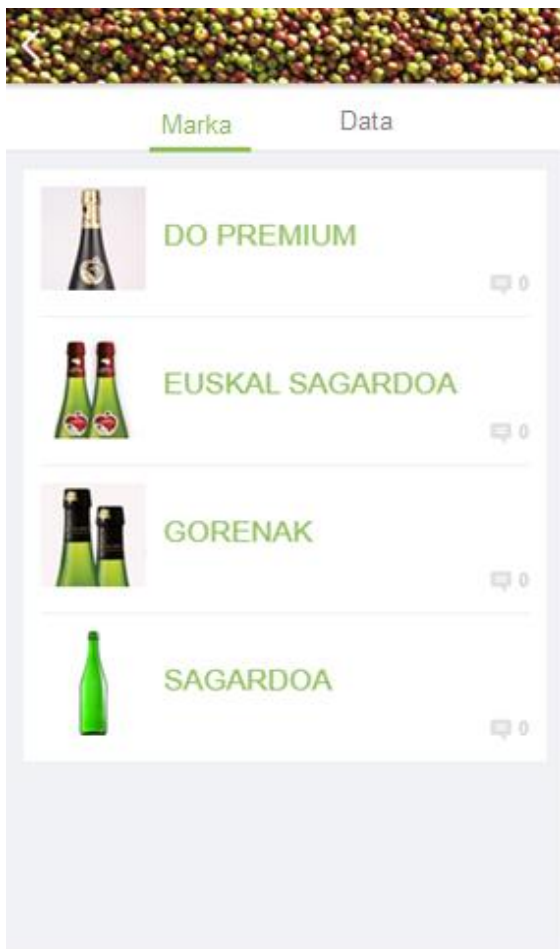 Marka
Data
DO PREMIUM
0
EUSKAL SAGARDOA
0
GORENAK
0
SAGARDOA
0